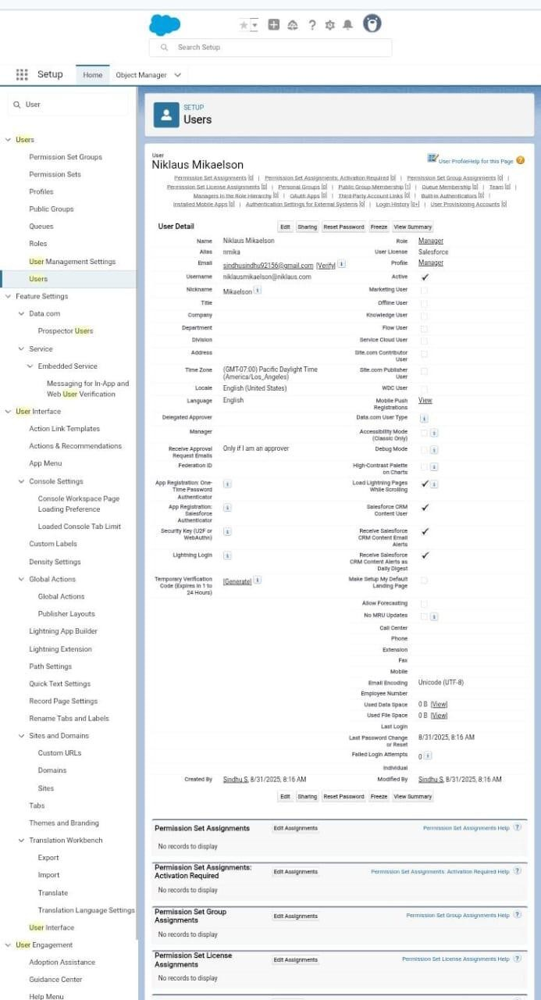 Search Setup
Setup
Home
Object Manager
User
Users
Permission Set Groups
Permission Sets
Profiles
Public Groups
Queues
Roles
User Management Settings
Users
Feature Settings
Data.com
Prospector Users
Service
Embedded Service
Messaging for In-App and
Web User Verification
User Interface
Action Link Templates
Actions & Recommendations
App Menu
Console Settings
Console Workspace Page
Loading Preference
Loaded Console Tab Limit
Custom Labels
Density Settings
Global Actions
Global Actions
Publisher Layouts
Lightning App Builder
Lightning Extension
Path Settings
Quick Text Settings
Record Page Settings
Rename Tabs and Labels
Sites and Domains
Custom URLs
Domains
Sites
Tabs
Themes and Branding
Translation Workbench
Export
Import
Translate
Translation Language Settings
User Interface
User Engagement
Adoption Assistance
Guidance Center
Help Menu
SETUP
Users
User
Niklaus Mikaelson
User Profile Help for this Page
Permission Set Assignments [0] | Permission Set Assignments: Activation Required [0] | Permission Set Group Assignments [0] |
Permission Set License Assignments [0] | Personal Groups [0] | Public Group Membership [1] | Queue Membership [0] | Team [0] |
Managers in the Role Hierarchy [0] | OAuth Apps [0] | Third-Party Account Links [0] | Built-in Authenticators [0] |
Installed Mobile Apps [0] | Authentication Settings for External Systems [0] | Login History [0+] | User Provisioning Accounts [0]
User Detail
Edit Sharing Reset Password Freeze View Summary
Name Niklaus Mikaelson Role Manager
Alias nmika User License Salesforce
Email sindhusindhu92156@gmail.com [Verify] i Profile Manager
Username niklausmikaelson@niklaus.com Active ✓
Nickname Mikaelson i Marketing User
Title Offline User
Company Knowledge User
Department Flow User
Division Service Cloud User
Address Site.com Contributor
User
Time Zone (GMT-07:00) Pacific Daylight Time Site.com Publisher
(America/Los_Angeles) User
Locale English (United States) WDC User
Language English Mobile Push View
Registrations
Delegated Approver Data.com User Type i
Manager Accessibility Mode i
(Classic Only)
Receive Approval Only if I am an approver Debug Mode i
Request Emails
Federation ID High-Contrast Palette i
on Charts
App Registration: One- i Load Lightning Pages ✓ i
Time Password While Scrolling
Authenticator
App Registration: i Salesforce CRM ✓
Salesforce Content User
Authenticator
Security Key (U2F or i Receive Salesforce ✓
WebAuthn) CRM Content Email
Alerts
Lightning Login i Receive Salesforce ✓
CRM Content Alerts as
Daily Digest
Temporary Verification [Generate] i Make Setup My Default
Code (Expires in 1 to Landing Page
24 Hours)
Allow Forecasting
No MRU Updates i
Call Center
Phone
Extension
Fax
Mobile
Email Encoding Unicode (UTF-8)
Employee Number
Used Data Space 0 B [View]
Used File Space 0 B [View]
Last Login
Last Password Change 8/31/2025, 8:16 AM
or Reset
Failed Login Attempts 0 i
Individual
Created By Sindhu S, 8/31/2025, 8:16 AM Modified By Sindhu S, 8/31/2025, 8:16 AM
Edit Sharing Reset Password Freeze View Summary
Permission Set Assignments Edit Assignments Permission Set Assignments Help ?
No records to display
Permission Set Assignments: Edit Assignments Permission Set Assignments: Activation Required Help ?
Activation Required
No records to display
Permission Set Group Edit Assignments Permission Set Group Assignments Help ?
Assignments
No records to display
Permission Set License Edit Assignments Permission Set License Assignments Help ?
Assignments
No records to display